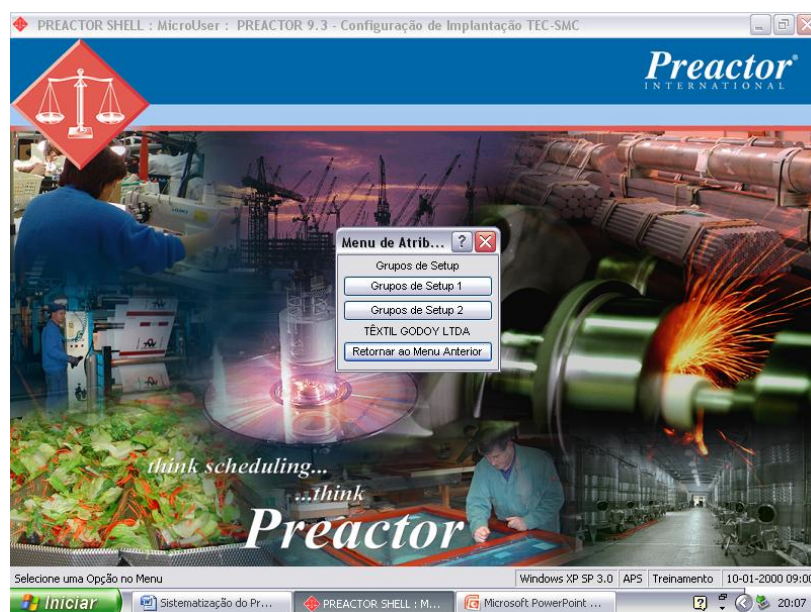 PREACTOR SHELL : MicroUser : PREACTOR 9.3 - Configuração de Implantação TEC-SMC
Preactor®
INTERNATIONAL
Menu de Atrib...
Grupos de Setup
Grupos de Setup 1
Grupos de Setup 2
TÊXTIL GODOY LTDA
Retornar ao Menu Anterior
think scheduling...
...think
Preactor
Selecione uma Opção no Menu
Windows XP SP 3.0 APS Treinamento 10-01-2000 09:00
Iniciar Sistematização do Pr... PREACTOR SHELL : M... Microsoft PowerPoint ... 20:07